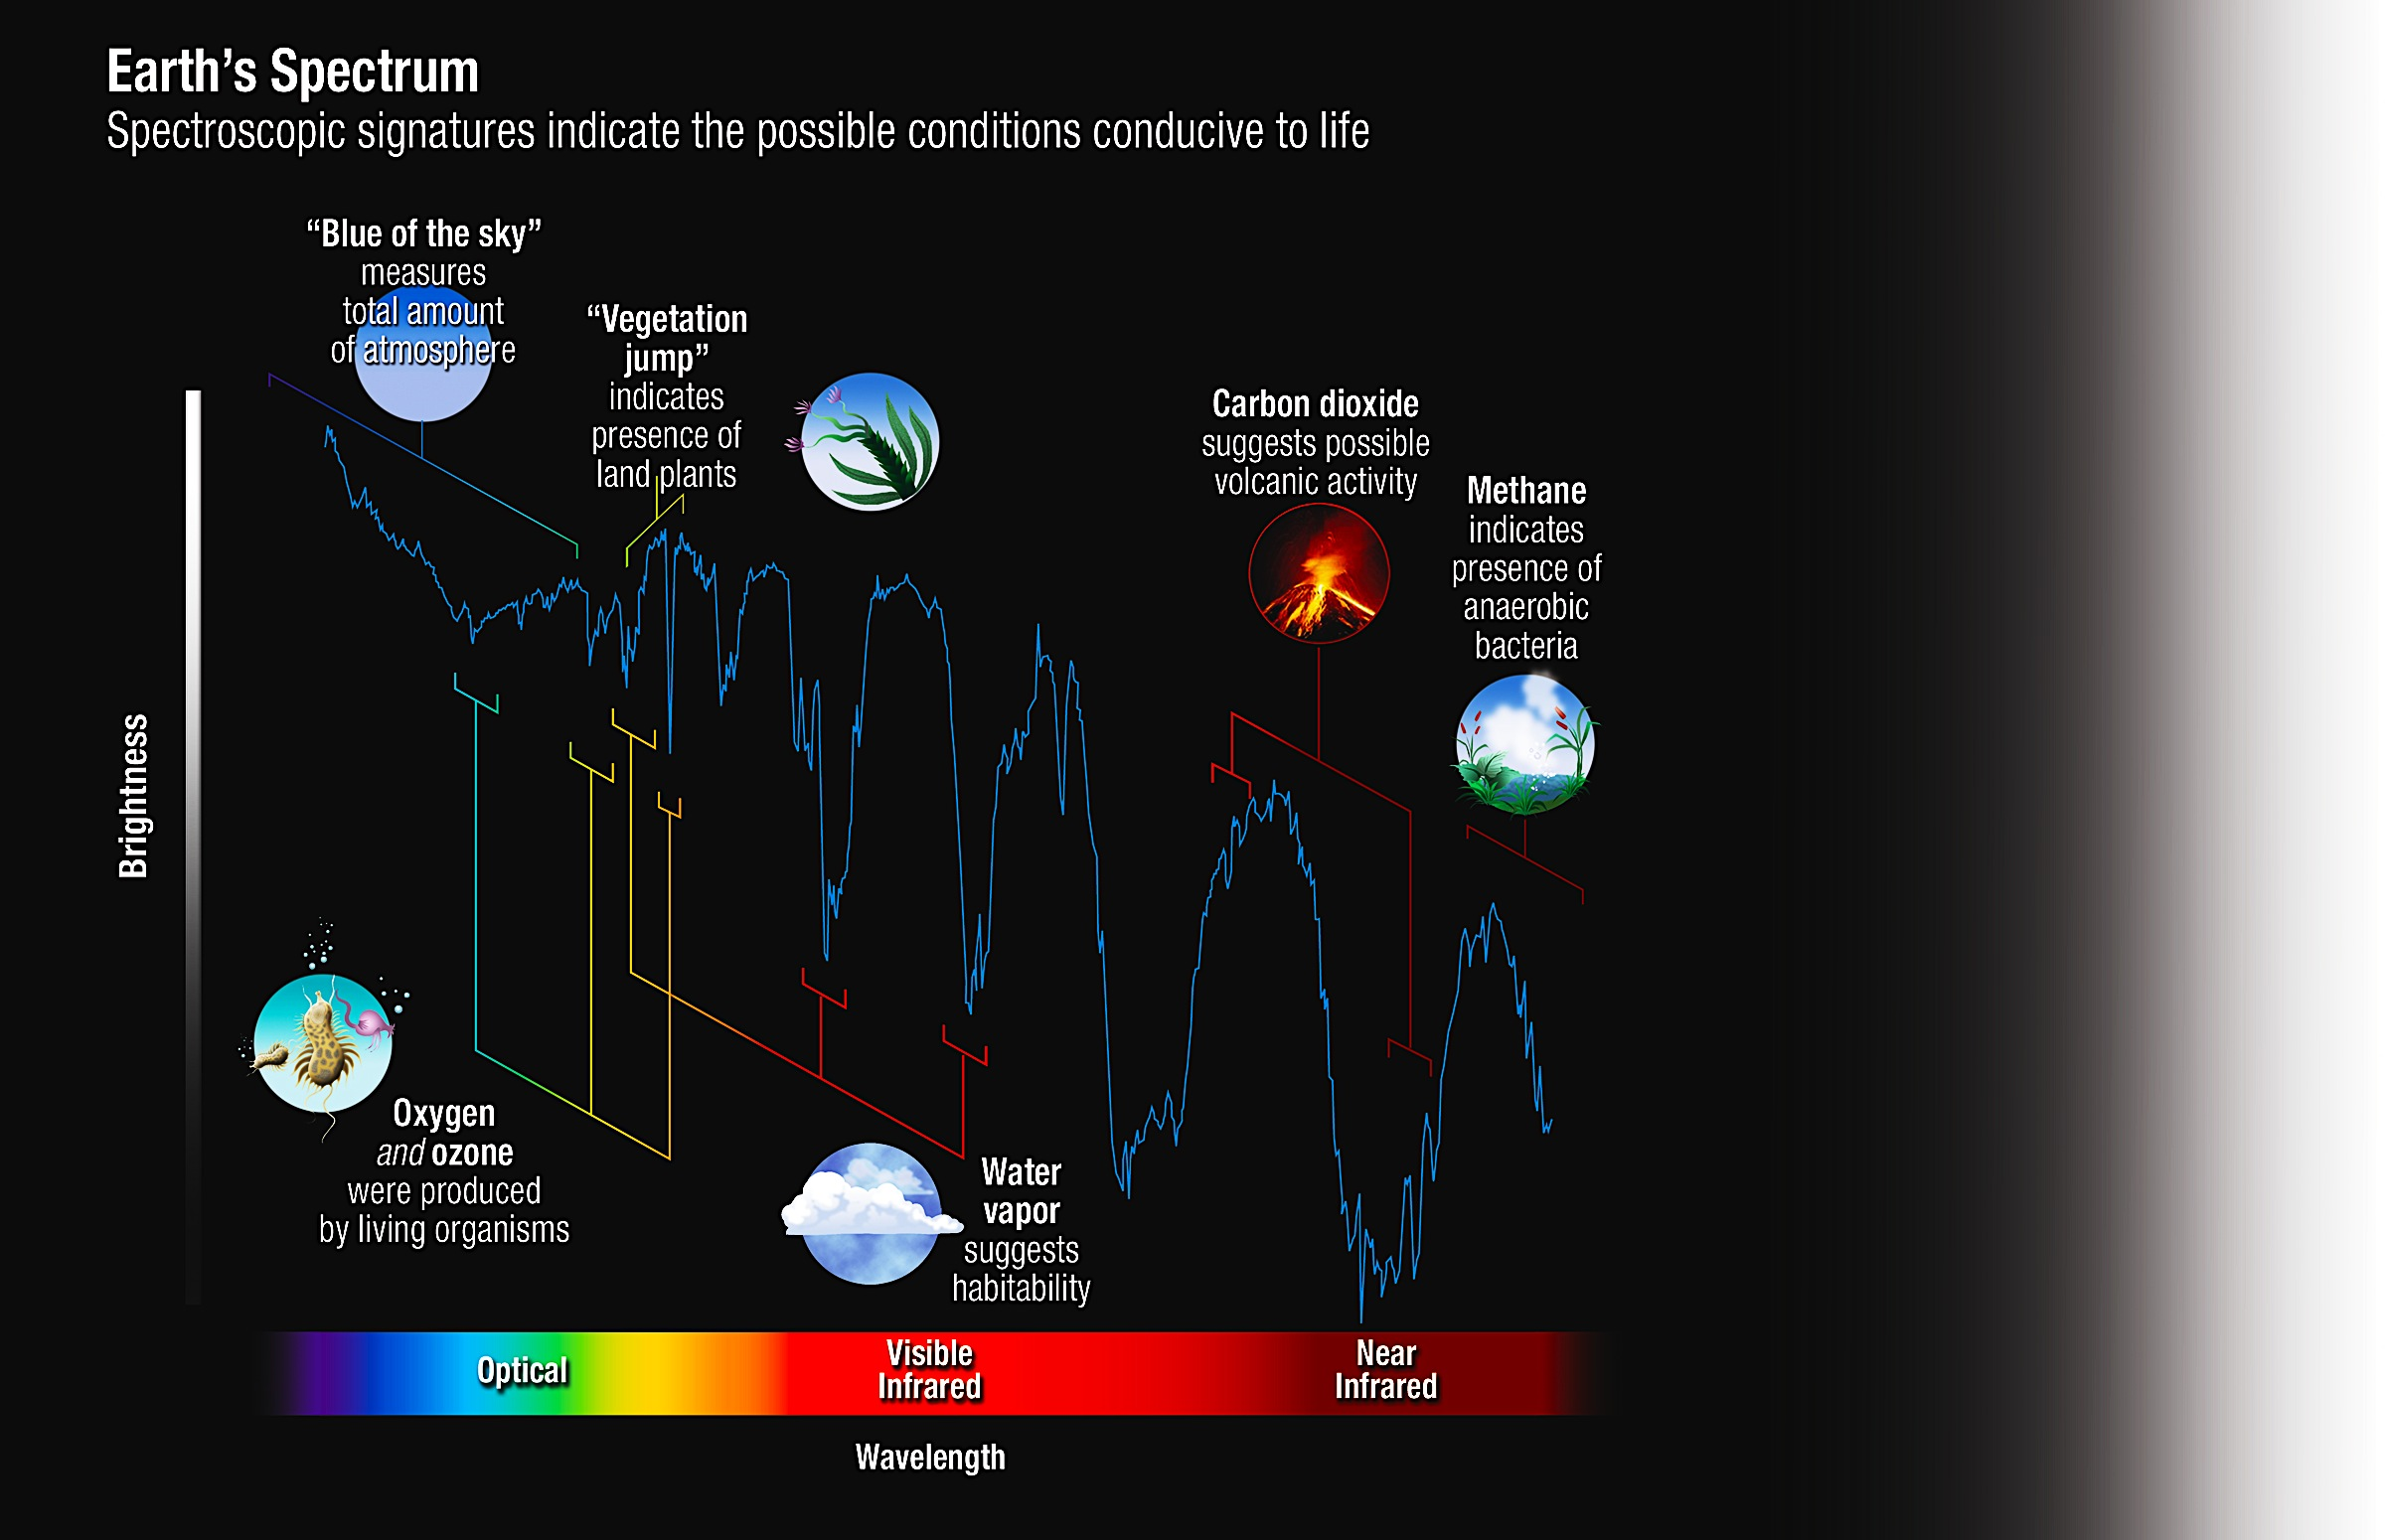 Earth’s Spectrum
Spectroscopic signatures indicate the possible conditions conducive to life
“Blue of the sky”
measures
total amount
of atmosphere
“Vegetation
jump”
indicates
presence of
land plants
Carbon dioxide
suggests possible
volcanic activity
Methane
indicates
presence of
anaerobic
bacteria
Brightness
Oxygen
and ozone
were produced
by living organisms
Water
vapor
suggests
habitability
Optical
Visible
Infrared
Near
Infrared
Wavelength